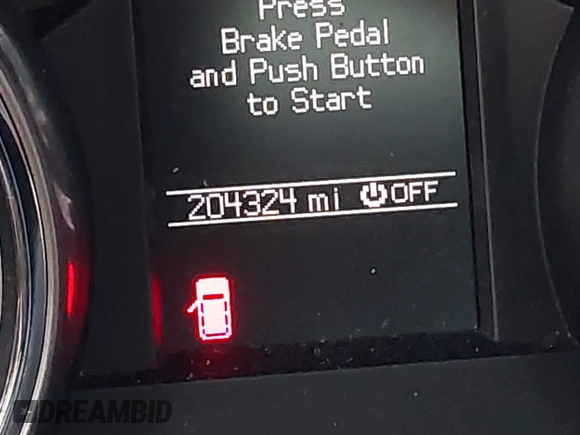 Press
Brake Pedal
and Push Button
to Start
204324 mi OFF
DREAMBID